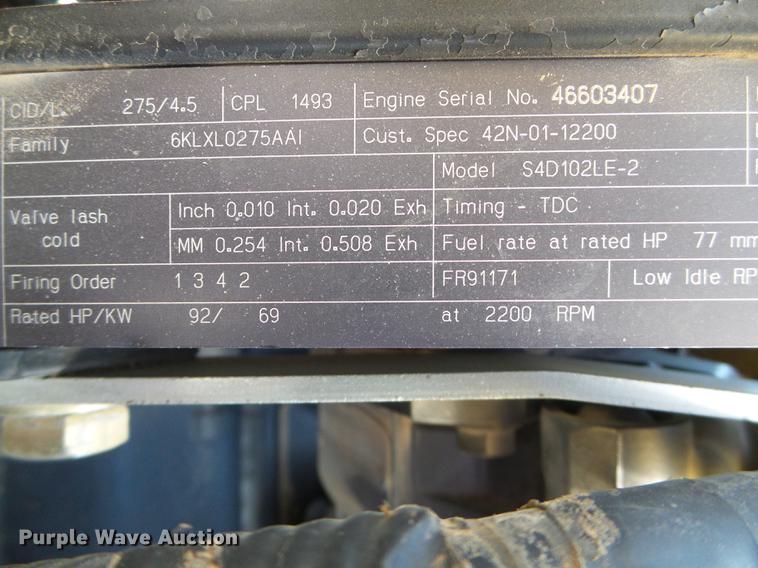 CID/L. 275/4.5 CPL 1493 Engine Serial No. 46603407
Family 6KLXL0275AAI Cust. Spec 42N-01-12200
Model S4D102LE-2
Valve lash cold Inch 0.010 Int. 0.020 Exh Timing - TDC
MM 0.254 Int. 0.508 Exh Fuel rate at rated HP 77 mm
Firing Order 1 3 4 2 FR91171 Low Idle RP
Rated HP/KW 92/ 69 at 2200 RPM
Purple Wave Auction